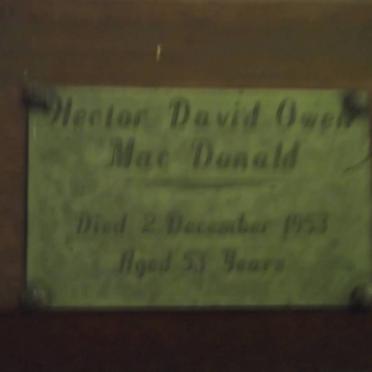 Hector David Owen
Mac Donald
Died 2 December 1953
Aged 53 Years